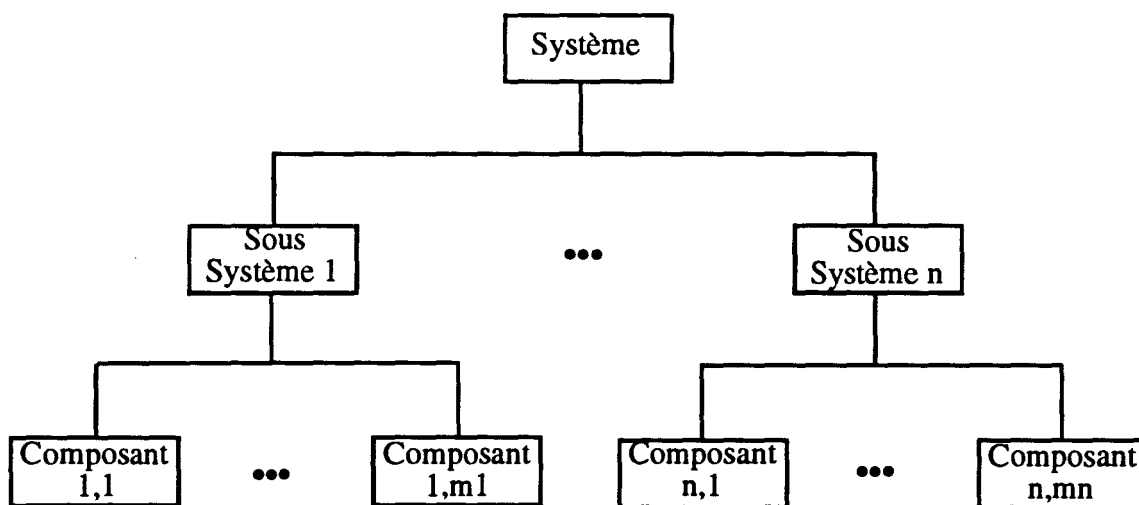 Système
Sous
Système 1
•••
Sous
Système n
Composant
1,1
•••
Composant
1,m1
Composant
n,1
•••
Composant
n,mn